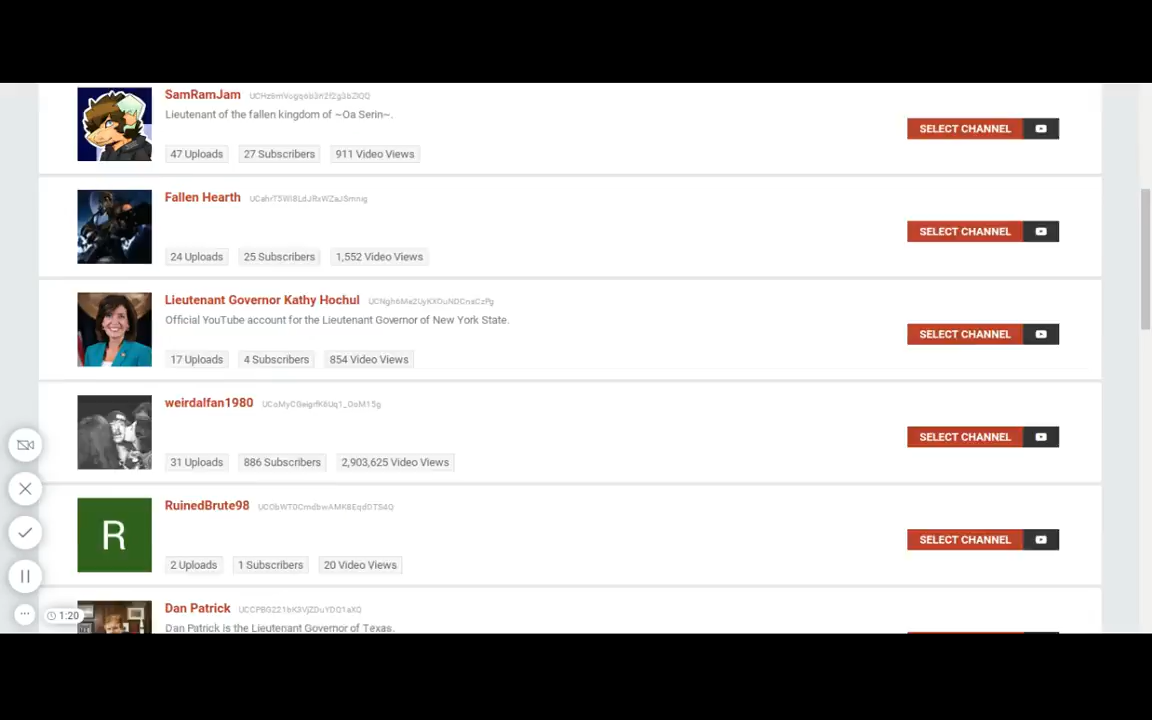 SamRamJam
Lieutenant of the fallen kingdom of ~Oa Serin~.
SELECT CHANNEL
47 Uploads 27 Subscribers 911 Video Views
Fallen Hearth
SELECT CHANNEL
24 Uploads 25 Subscribers 1,552 Video Views
Lieutenant Governor Kathy Hochul
Official YouTube account for the Lieutenant Governor of New York State.
SELECT CHANNEL
17 Uploads 4 Subscribers 854 Video Views
weirdalfan1980
SELECT CHANNEL
31 Uploads 886 Subscribers 2,903,625 Video Views
R
RuinedBrute98
SELECT CHANNEL
2 Uploads 1 Subscribers 20 Video Views
Dan Patrick
Dan Patrick is the Lieutenant Governor of Texas.
1:20